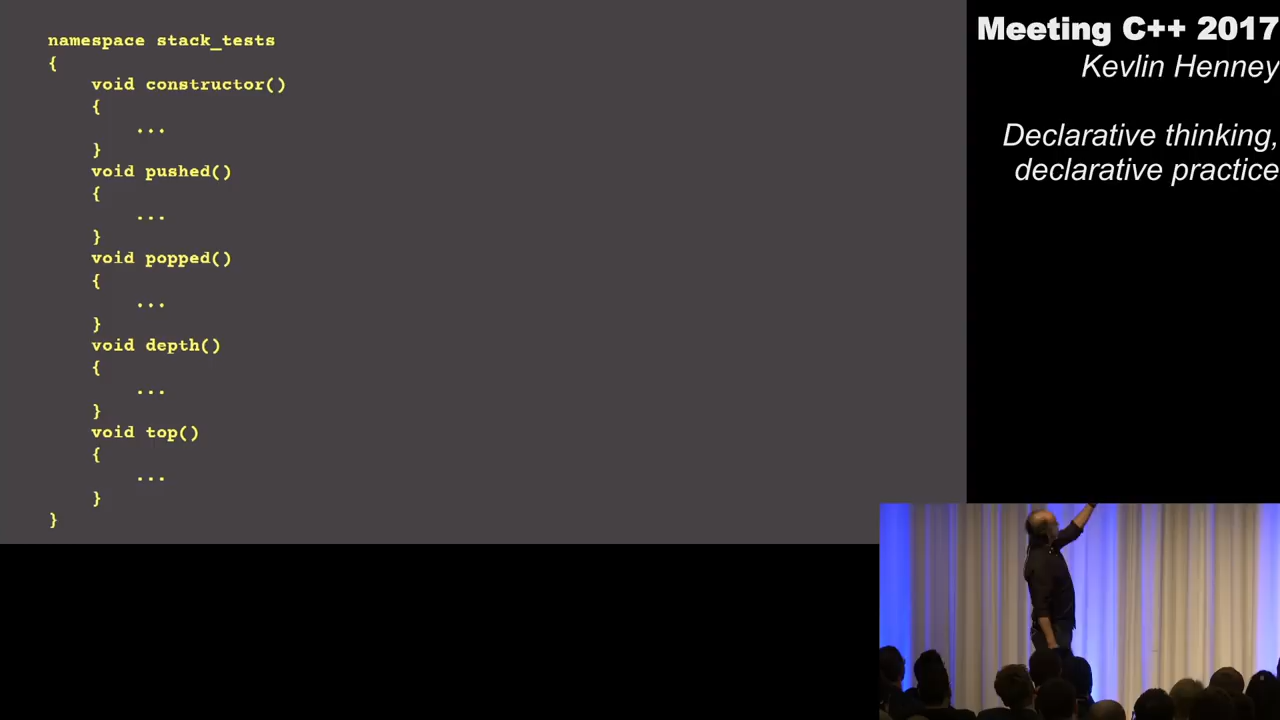 namespace stack_tests
{
void constructor()
{
...
}
void pushed()
{
...
}
void popped()
{
...
}
void depth()
{
...
}
void top()
{
...
}
}
Meeting C++ 2017
Kevlin Henney
Declarative thinking,
declarative practice